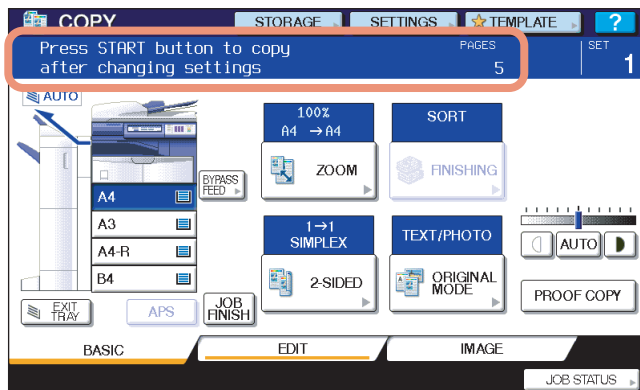 COPY
STORAGE
SETTINGS
TEMPLATE
?
Press START button to copy
after changing settings
PAGES
5
SET
1
AUTO
100%
A4 →A4
ZOOM
SORT
FINISHING
BYPASS
FEED
A4
A3
A4-R
B4
1→1
SIMPLEX
2-SIDED
TEXT/PHOTO
ORIGINAL
MODE
AUTO
PROOF COPY
EXIT
TRAY
APS
JOB
FINISH
BASIC
EDIT
IMAGE
JOB STATUS